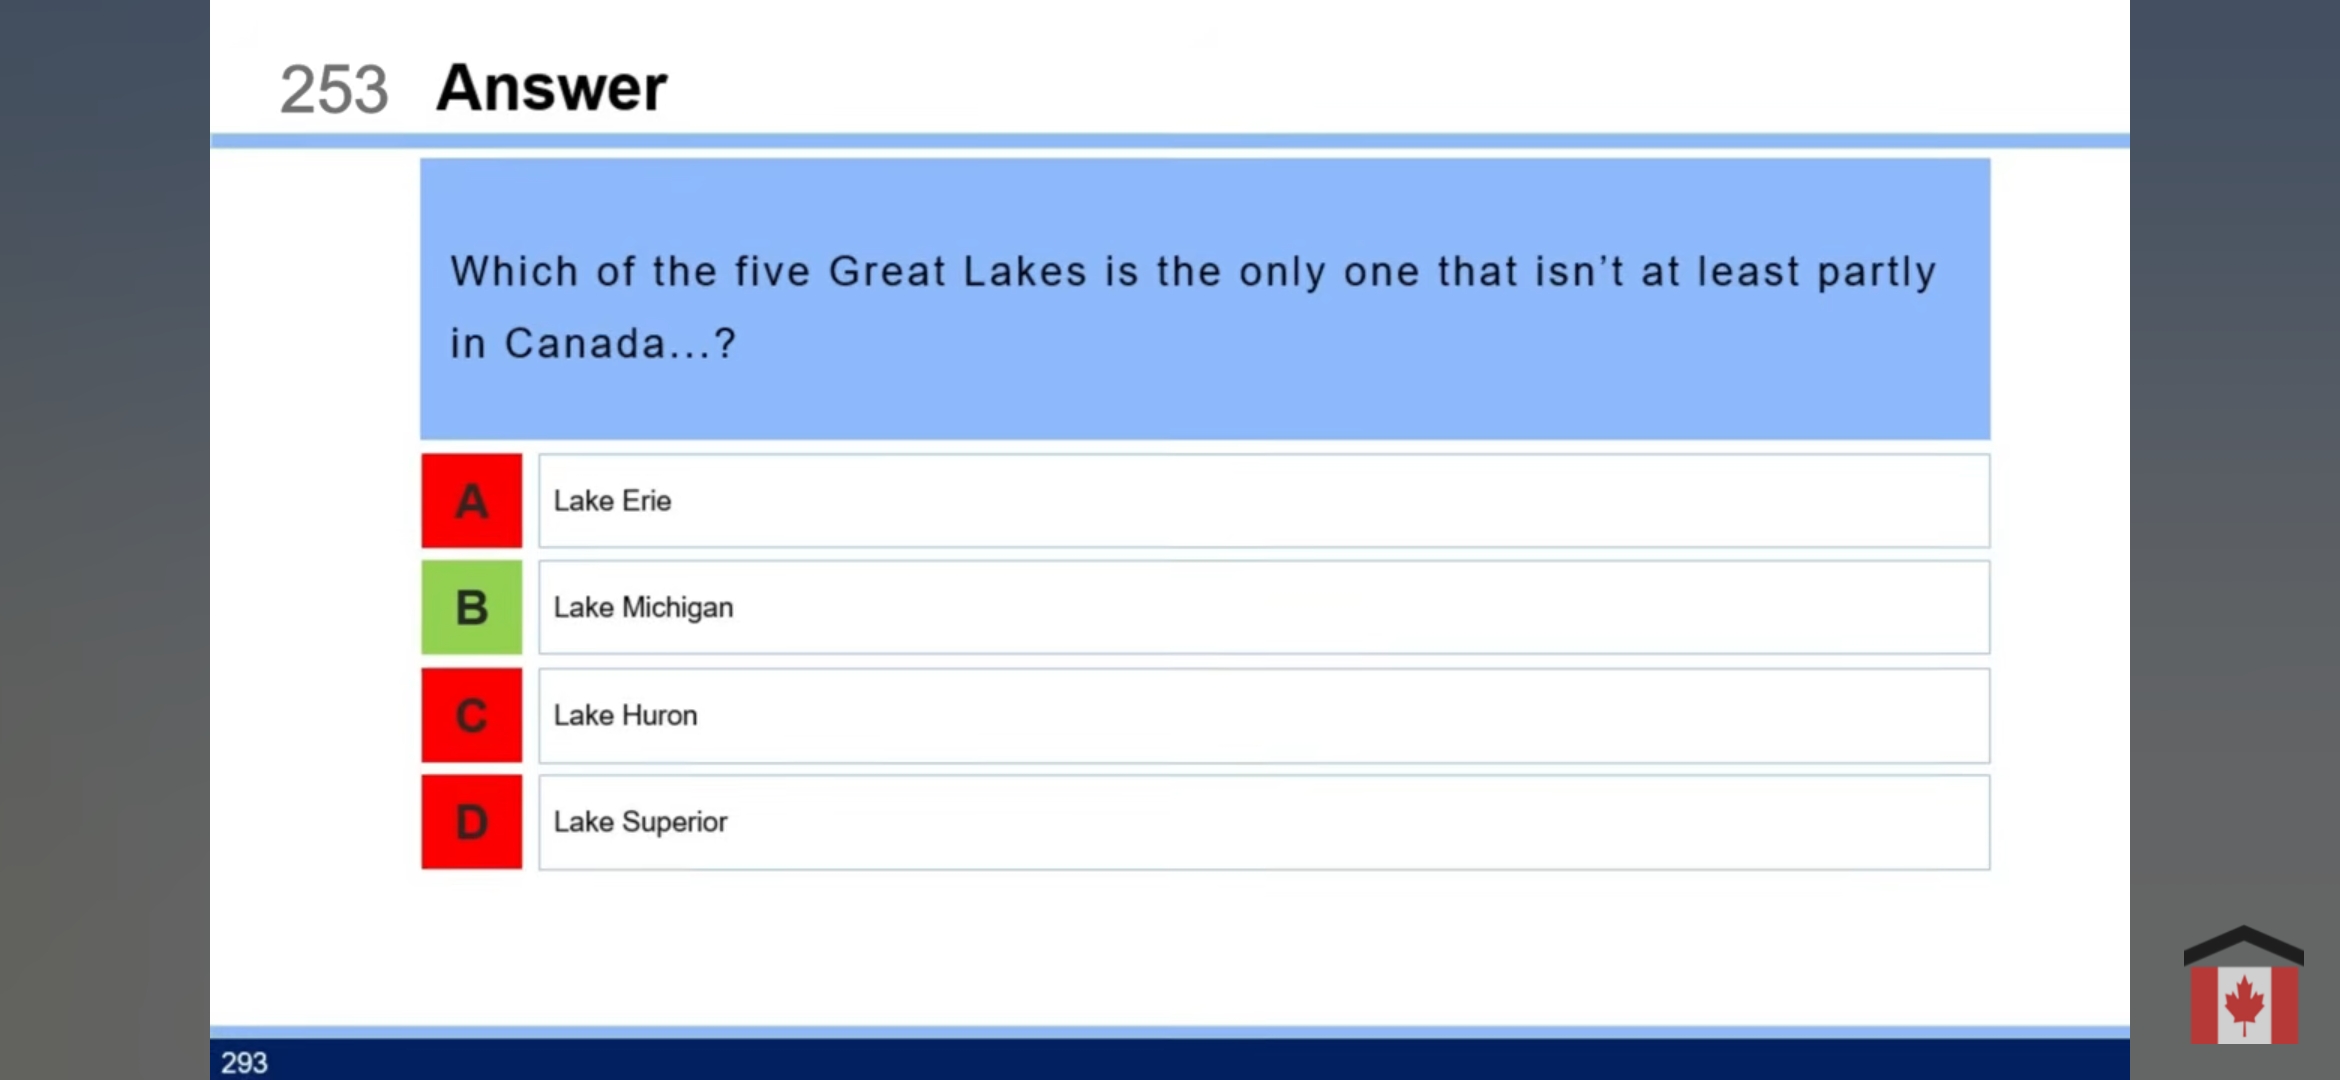 253 Answer
Which of the five Great Lakes is the only one that isn’t at least partly
in Canada...?
A Lake Erie
B Lake Michigan
C Lake Huron
D Lake Superior
293